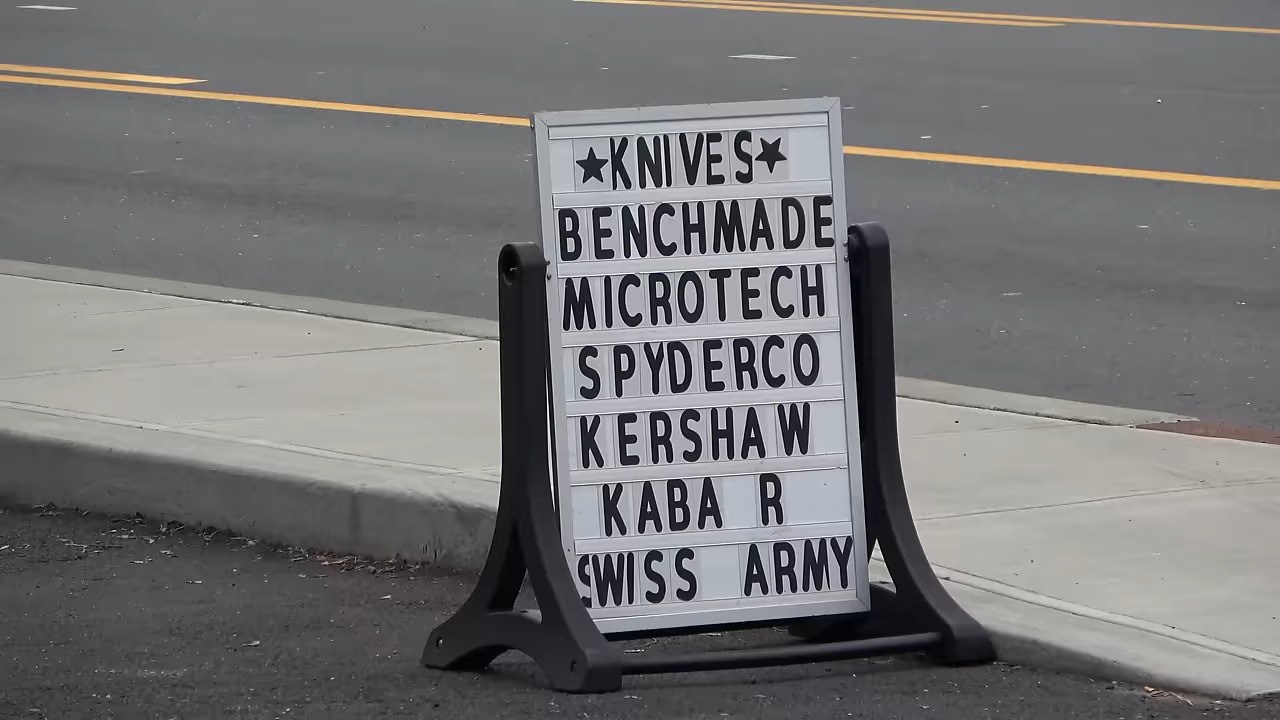 ★KNIVES★
BENCHMADE
MICROTECH
SPYDERCO
KERSHAW
KABA R
SWISS ARMY